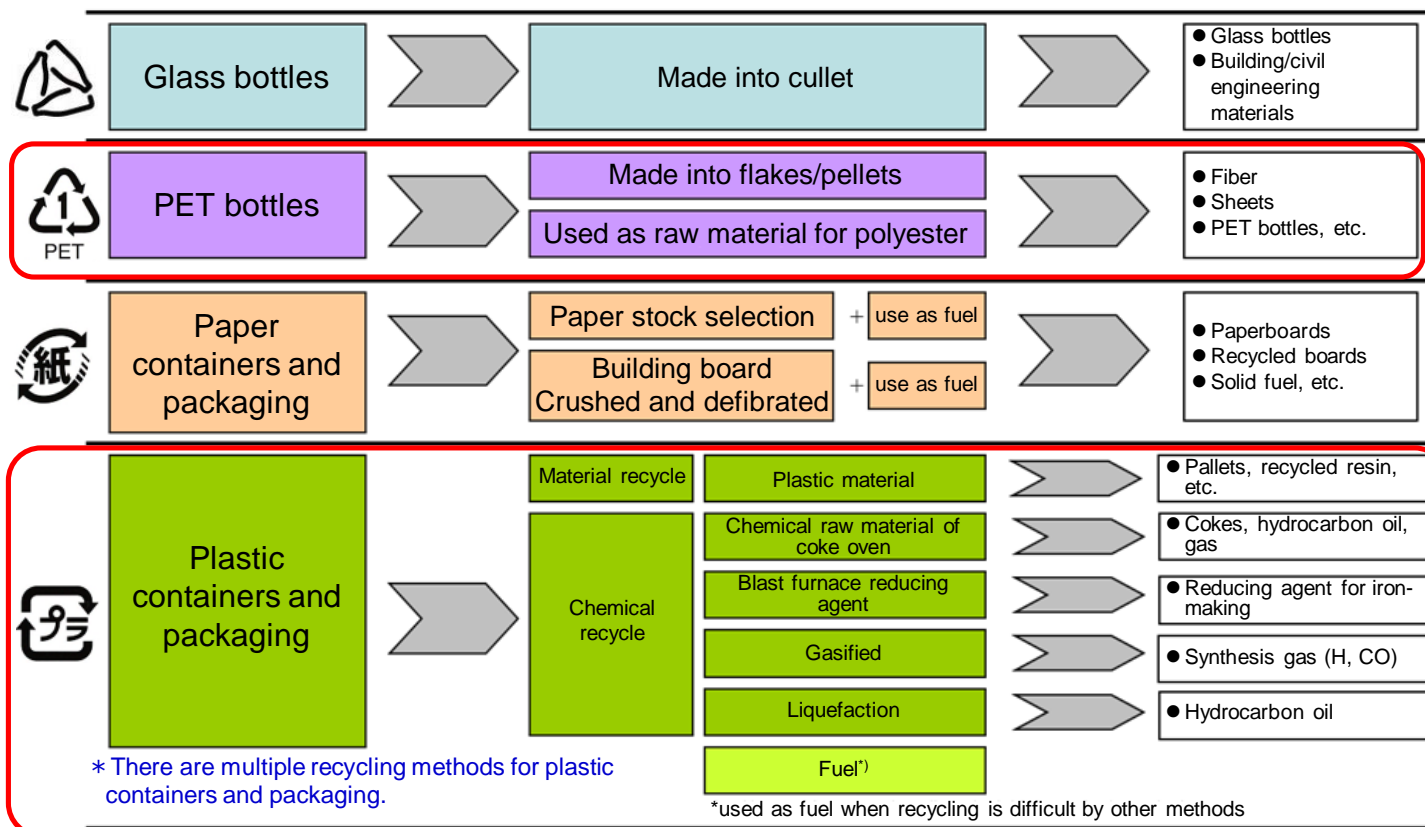 Glass bottles
Made into cullet
● Glass bottles
● Building/civil
engineering
materials
1
PET
PET bottles
Made into flakes/pellets
Used as raw material for polyester
● Fiber
● Sheets
● PET bottles, etc.
紙
Paper
containers and
packaging
Paper stock selection
+ use as fuel
Building board
Crushed and defibrated
+ use as fuel
● Paperboards
● Recycled boards
● Solid fuel, etc.
プラ
Plastic
containers and
packaging
Material recycle
Plastic material
● Pallets, recycled resin,
etc.
Chemical
recycle
Chemical raw material of
coke oven
● Cokes, hydrocarbon oil,
gas
Blast furnace reducing
agent
● Reducing agent for iron-
making
Gasified
● Synthesis gas (H, CO)
Liquefaction
● Hydrocarbon oil
Fuel*)
* There are multiple recycling methods for plastic
containers and packaging.
*used as fuel when recycling is difficult by other methods